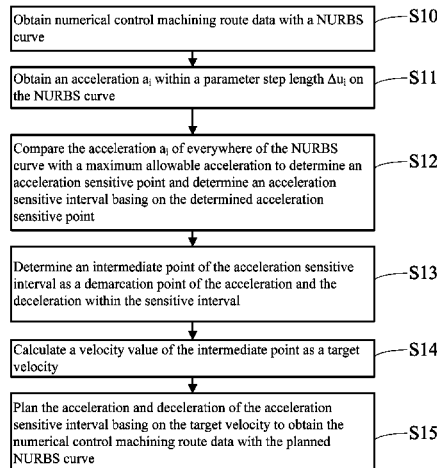 Obtain numerical control machining route data with a NURBS
curve
S10
Obtain an acceleration aᵢ within a parameter step length Δuᵢ on
the NURBS curve
S11
Compare the acceleration aᵢ of everywhere of the NURBS
curve with a maximum allowable acceleration to determine an
acceleration sensitive point and determine an acceleration
sensitive interval basing on the determined acceleration
sensitive point
S12
Determine an intermediate point of the acceleration sensitive
interval as a demarcation point of the acceleration and the
deceleration within the sensitive interval
S13
Calculate a velocity value of the intermediate point as a target
velocity
S14
Plan the acceleration and deceleration of the acceleration
sensitive interval basing on the target velocity to obtain the
numerical control machining route data with the planned
NURBS curve
S15